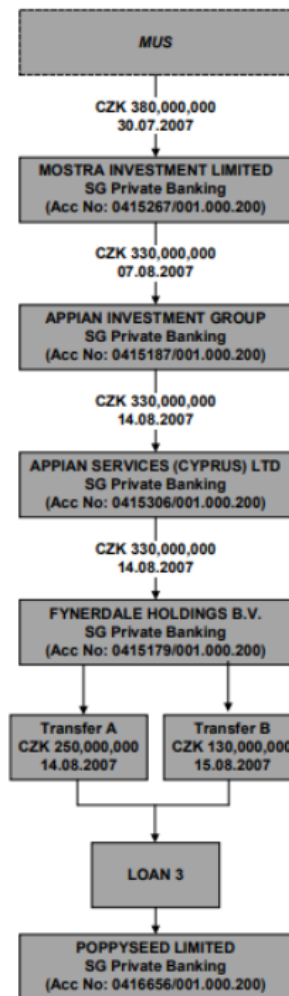 MUS
CZK 380,000,000
30.07.2007
MOSTRA INVESTMENT LIMITED
SG Private Banking
(Acc No: 0415267/001.000.200)
CZK 330,000,000
07.08.2007
APPIAN INVESTMENT GROUP
SG Private Banking
(Acc No: 0415187/001.000.200)
CZK 330,000,000
14.08.2007
APPIAN SERVICES (CYPRUS) LTD
SG Private Banking
(Acc No: 0415306/001.000.200)
CZK 330,000,000
14.08.2007
FYNERDALE HOLDINGS B.V.
SG Private Banking
(Acc No: 0415179/001.000.200)
Transfer A
CZK 250,000,000
14.08.2007
Transfer B
CZK 130,000,000
15.08.2007
LOAN 3
POPPYSEED LIMITED
SG Private Banking
(Acc No: 0416656/001.000.200)